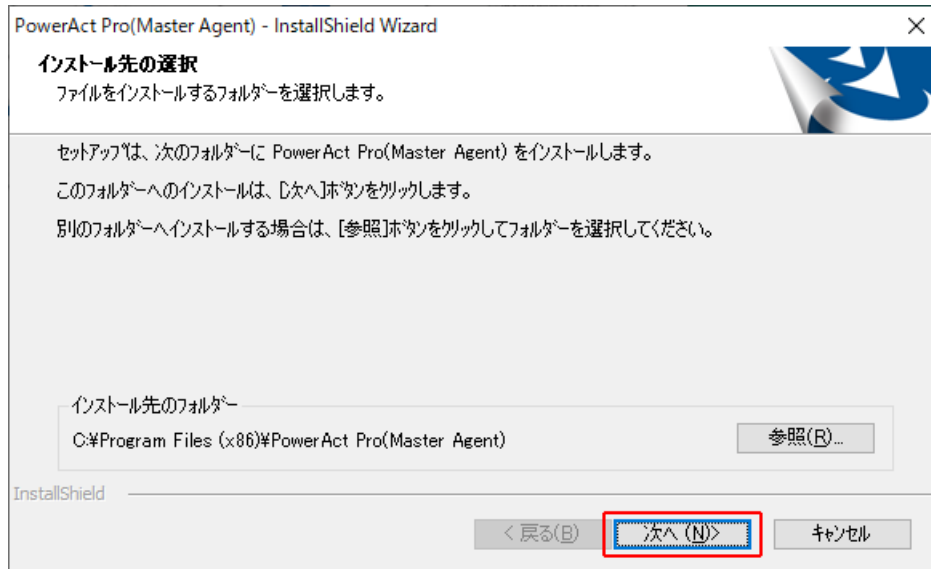 PowerAct Pro(Master Agent) - InstallShield Wizard
インストール先の選択
ファイルをインストールするフォルダーを選択します。
セットアップは、次のフォルダーに PowerAct Pro(Master Agent) をインストールします。
このフォルダーへのインストールは、[次へ]ボタンをクリックします。
別のフォルダーへインストールする場合は、[参照]ボタンをクリックしてフォルダーを選択してください。
インストール先のフォルダー
C:¥Program Files (x86)¥PowerAct Pro(Master Agent)
参照(R)...
InstallShield
< 戻る(B)
次へ (N)>
キャンセル